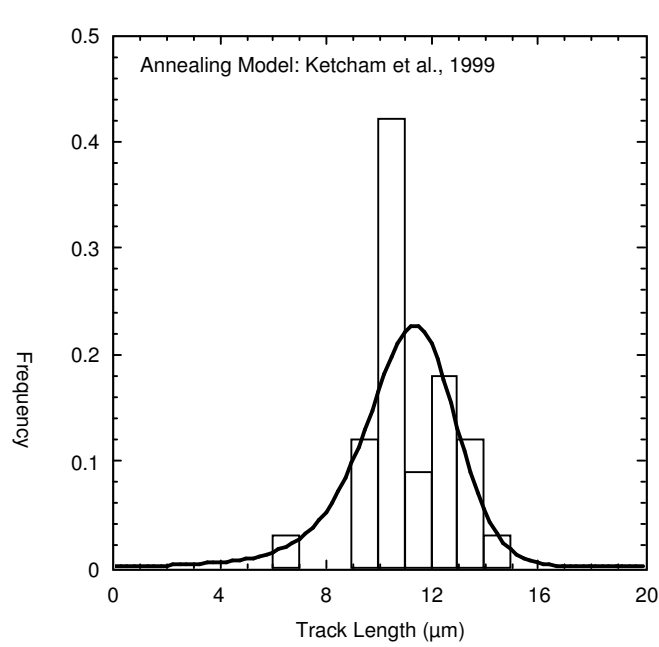 0.5
Annealing Model: Ketcham et al., 1999
0.4
0.3
0.2
Frequency
0.1
0
0 4 8 12 16 20
Track Length (µm)